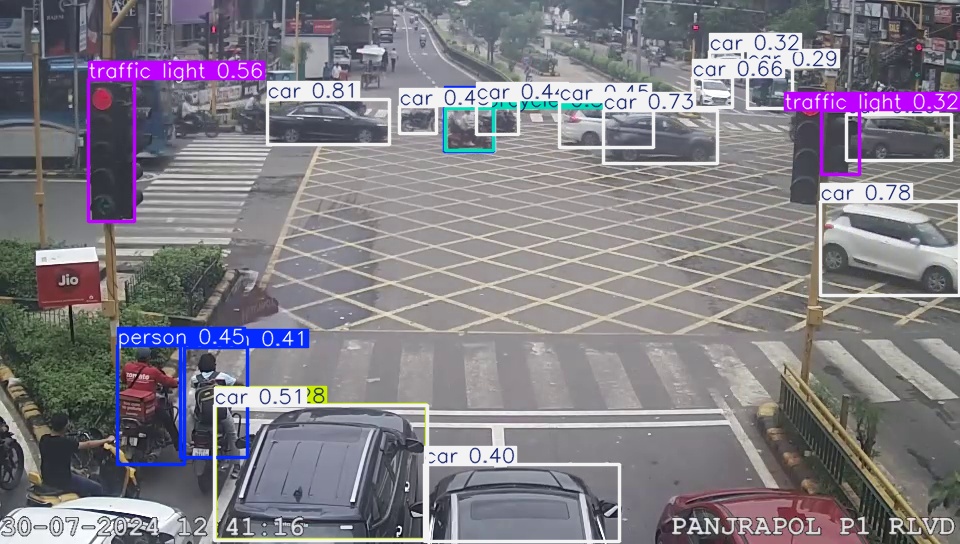 car 0.32
car 0.29
car 0.66
traffic light 0.56
car 0.81
car 0.4
car 0.4
car 0.45
car 0.73
traffic light 0.32
car 0.78
Jio
person 0.45
0.41
car 0.51
28
car 0.40
30-07-2024 12:41:16
PANJRAPOL P1 RLVD